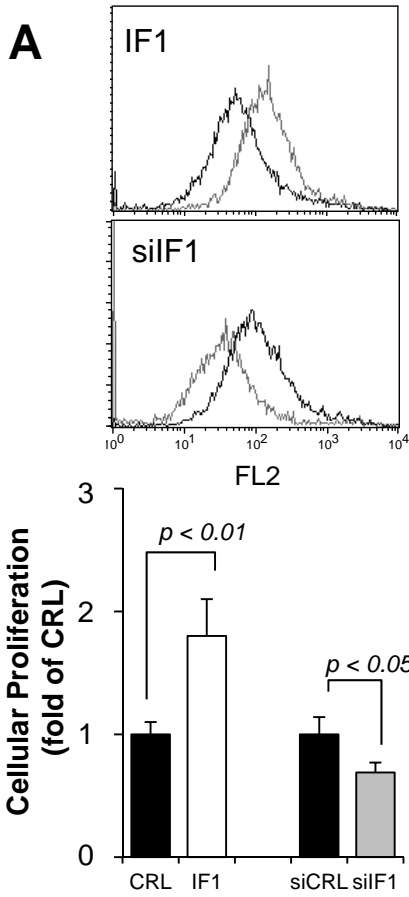 A
IF1
siIF1
10⁰ 10¹ 10² 10³ 10⁴
FL2
Cellular Proliferation
(fold of CRL)
3
2
1
0
p < 0.01
p < 0.05
CRL IF1 siCRL siIF1